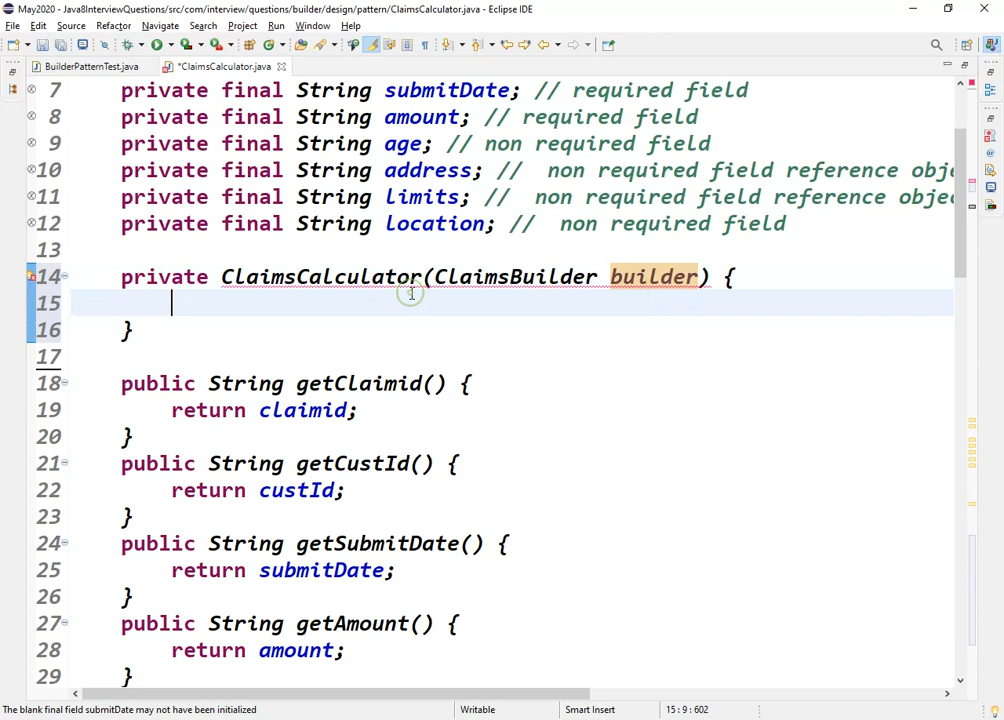 May2020 - Java8InterviewQuestions/src/com/interview/questions/builder/design/pattern/ClaimsCalculator.java - Eclipse IDE
File Edit Source Refactor Navigate Search Project Run Window Help
BuilderPatternTest.java *ClaimsCalculator.java
7 private final String submitDate; // required field
8 private final String amount; // required field
9 private final String age; // non required field
10 private final String address; // non required field reference obje
11 private final String limits; // non required field reference objec
12 private final String location; // non required field
13
14 private ClaimsCalculator(ClaimsBuilder builder) {
15
16 }
17
18 public String getClaimid() {
19 return claimid;
20 }
21 public String getCustId() {
22 return custId;
23 }
24 public String getSubmitDate() {
25 return submitDate;
26 }
27 public String getAmount() {
28 return amount;
29 }
The blank final field submitDate may not have been initialized Writable Smart Insert 15 : 9 : 602